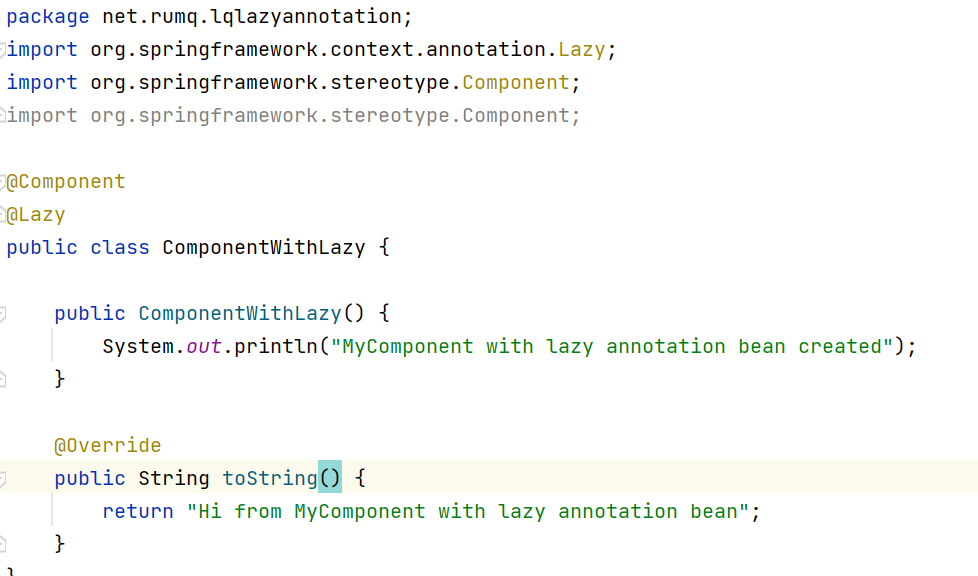 package net.rumq.lqlazyannotation;
import org.springframework.context.annotation.Lazy;
import org.springframework.stereotype.Component;
import org.springframework.stereotype.Component;
@Component
@Lazy
public class ComponentWithLazy {
public ComponentWithLazy() {
System.out.println("MyComponent with lazy annotation bean created");
}
@Override
public String toString() {
return "Hi from MyComponent with lazy annotation bean";
}
}